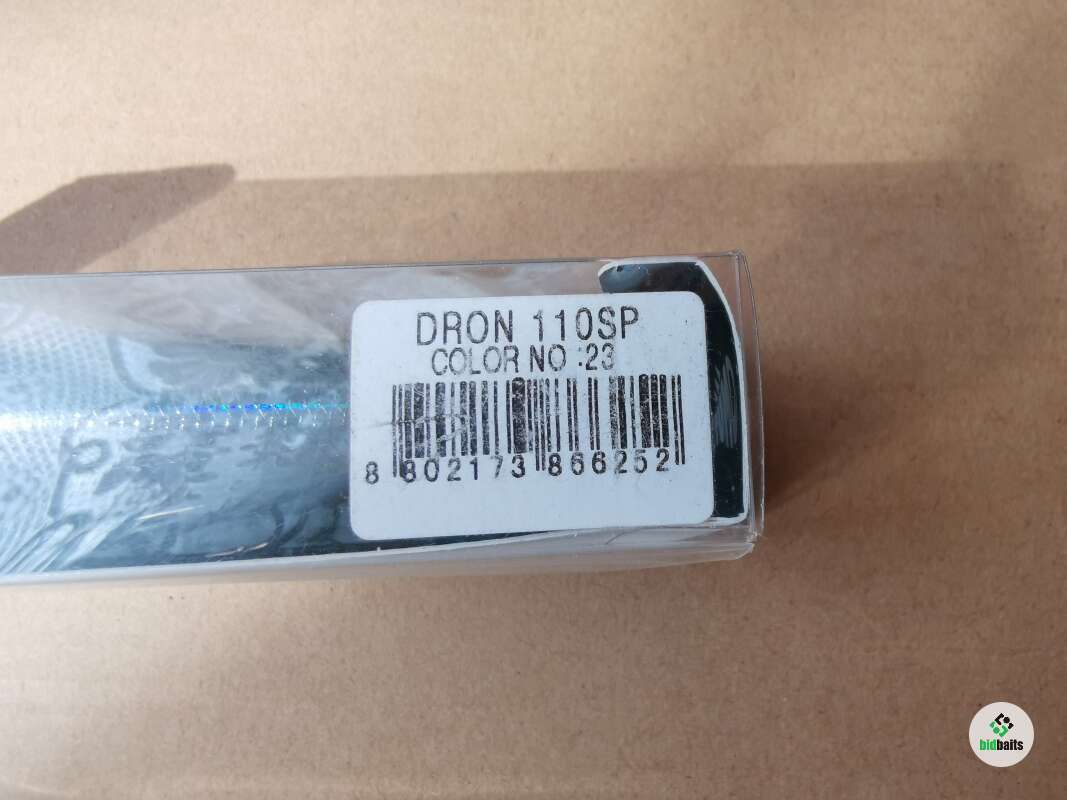 DRON 110SP
COLOR NO :23
8 802173 866252
bidbaits